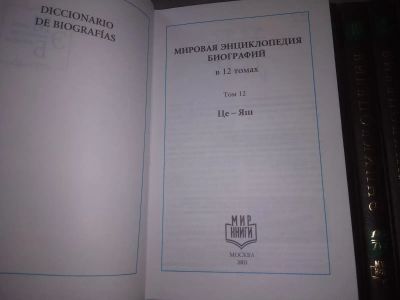 DICCIONARIO
DE BIOGRAFÍAS
МИРОВАЯ ЭНЦИКЛОПЕДИЯ
БИОГРАФИЙ
в 12 томах
Том 12
Це – Яш
МИР
КНИГИ
МОСКВА